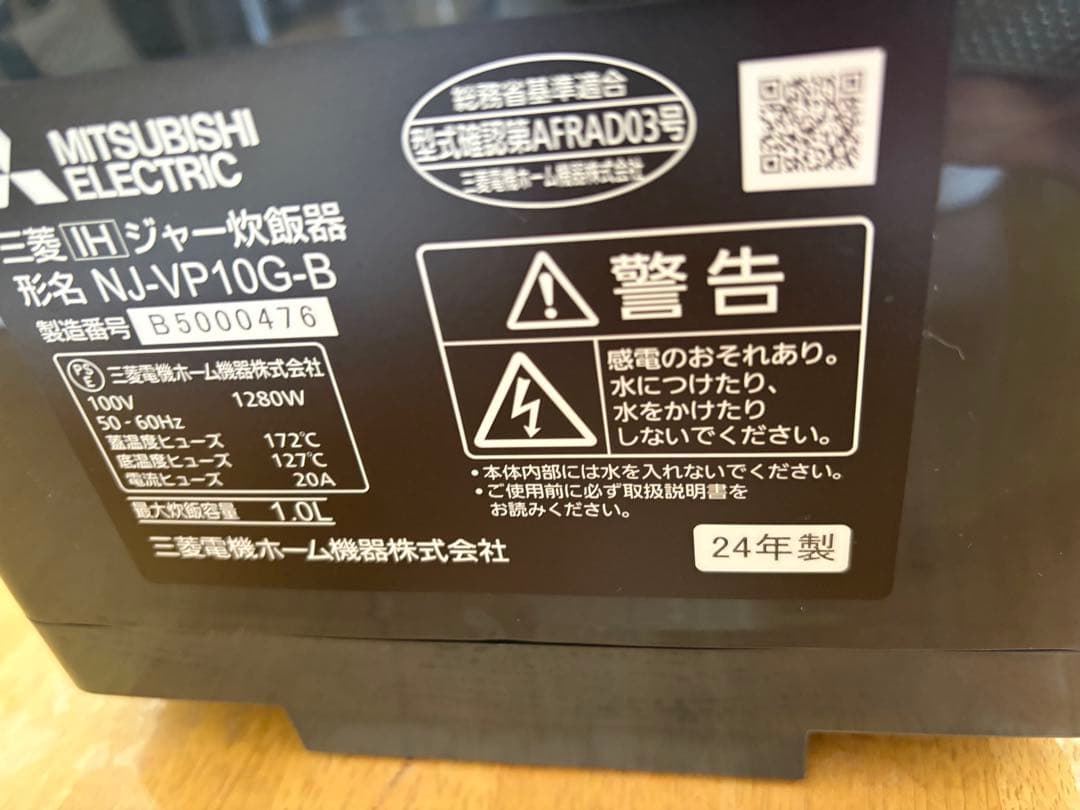 MITSUBISHI
ELECTRIC
三菱IHジャー炊飯器
形名 NJ-VP10G-B
製造番号 B5000476
PSE 三菱電機ホーム機器株式会社
100V 1280W
50-60Hz
蓋温度ヒューズ 172℃
底温度ヒューズ 127℃
電流ヒューズ 20A
最大炊飯容量 1.0L
三菱電機ホーム機器株式会社
総務省基準適合
型式確認第AFRAD03号
三菱電機ホーム機器株式会社
警告
感電のおそれあり。
水につけたり、
水をかけたり
しないでください。
•本体内部には水を入れないでください。
•ご使用前に必ず取扱説明書を
お読みください。
24年製